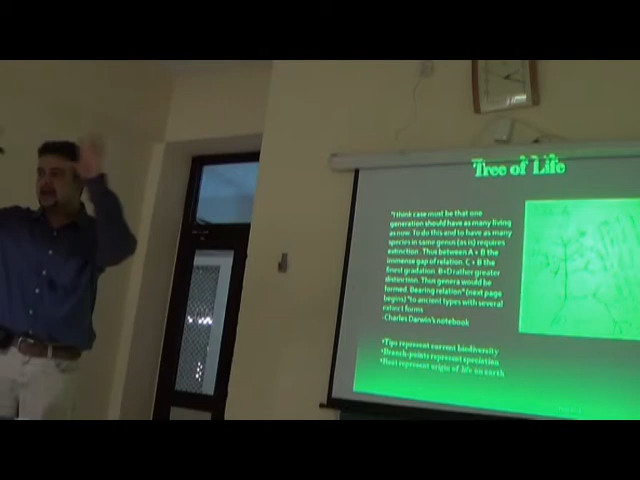 Tree of Life
"I think case must be that one
generation should have as many living
as now. To do this and to have as many
species in same genus (as is) requires
extinction. Thus between A + B the
immense gap of relation. C + B the
finest gradation. B+D rather greater
distinction. Thus genera would be
formed. Bearing relation" (next page
begins) "to ancient types with several
extinct forms
- Charles Darwin's notebook
•Tips represent current biodiversity
•Branch-points represent speciation
•Root represent origin of life on earth